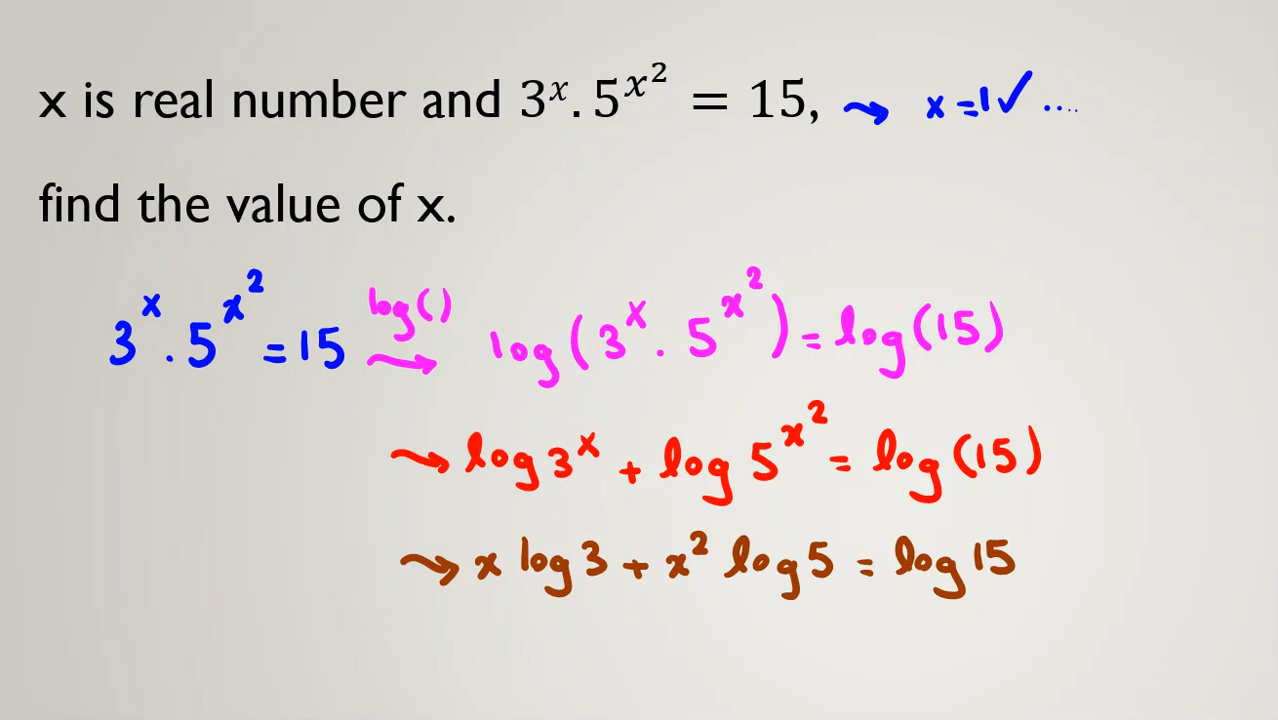 x is real number and 3^x . 5^{x^2} = 15, → x = 1 ✓ ....
find the value of x.
3^x . 5^{x^2} = 15 log() → log(3^x . 5^{x^2}) = log(15)
→ log 3^x + log 5^{x^2} = log(15)
→ x log 3 + x^2 log 5 = log 15